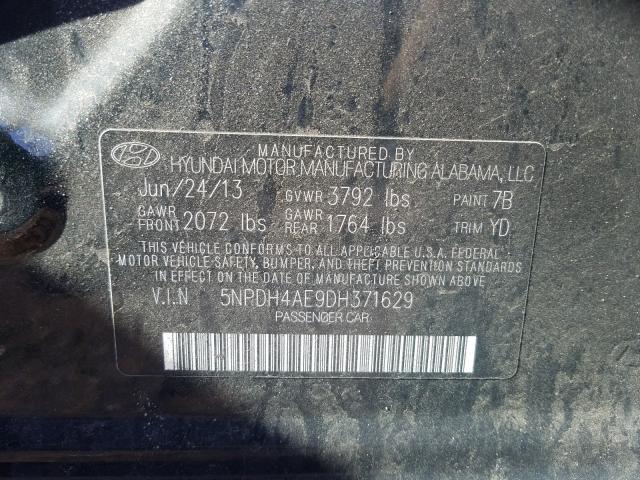 MANUFACTURED BY
HYUNDAI MOTOR MANUFACTURING ALABAMA, LLC
Jun/24/13 GVWR 3792 lbs PAINT 7B
GAWR FRONT 2072 lbs GAWR REAR 1764 lbs TRIM YD
THIS VEHICLE CONFORMS TO ALL APPLICABLE U.S.A. FEDERAL
MOTOR VEHICLE SAFETY, BUMPER, AND THEFT PREVENTION STANDARDS
IN EFFECT ON THE DATE OF MANUFACTURE SHOWN ABOVE
V.I.N 5NPDH4AE9DH371629
PASSENGER CAR